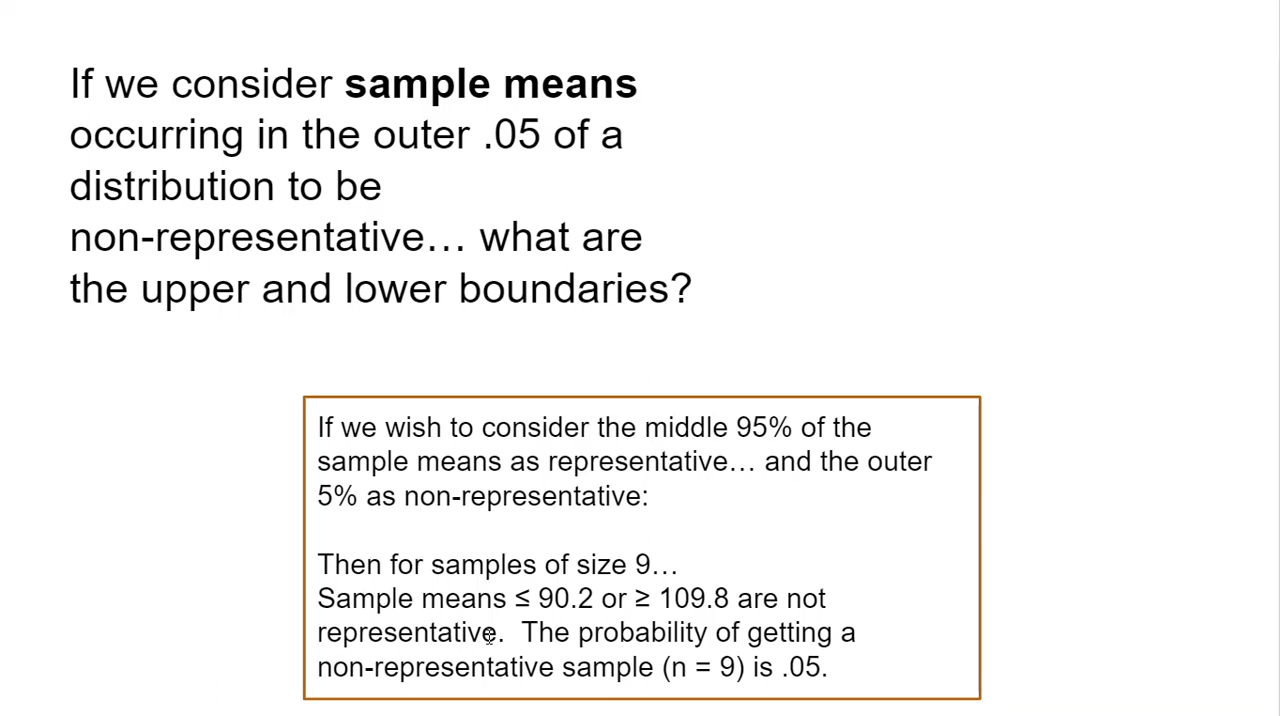 If we consider sample means
occurring in the outer .05 of a
distribution to be
non-representative… what are
the upper and lower boundaries?
If we wish to consider the middle 95% of the
sample means as representative… and the outer
5% as non-representative:
Then for samples of size 9…
Sample means ≤ 90.2 or ≥ 109.8 are not
representative.  The probability of getting a
non-representative sample (n = 9) is .05.